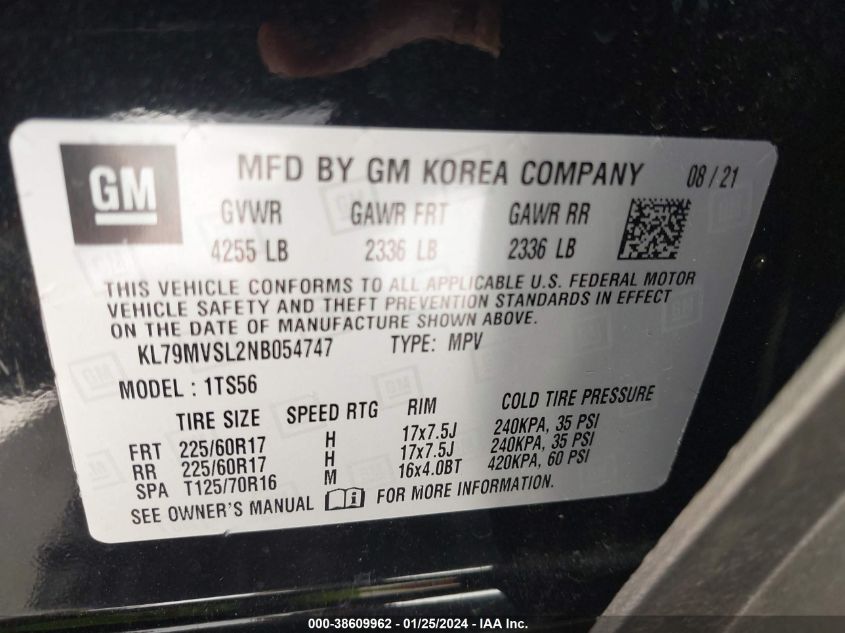 GM
MFD BY GM KOREA COMPANY 08/21
GVWR GAWR FRT GAWR RR
4255 LB 2336 LB 2336 LB
THIS VEHICLE CONFORMS TO ALL APPLICABLE U.S. FEDERAL MOTOR
VEHICLE SAFETY AND THEFT PREVENTION STANDARDS IN EFFECT
ON THE DATE OF MANUFACTURE SHOWN ABOVE.
KL79MVSL2NB054747 TYPE: MPV
MODEL : 1TS56
TIRE SIZE SPEED RTG RIM COLD TIRE PRESSURE
FRT 225/60R17 H 17x7.5J 240KPA, 35 PSI
RR 225/60R17 H 17x7.5J 240KPA, 35 PSI
SPA T125/70R16 M 16x4.0BT 420KPA, 60 PSI
SEE OWNER'S MANUAL FOR MORE INFORMATION.
000-38609962 - 01/25/2024 - IAA Inc.